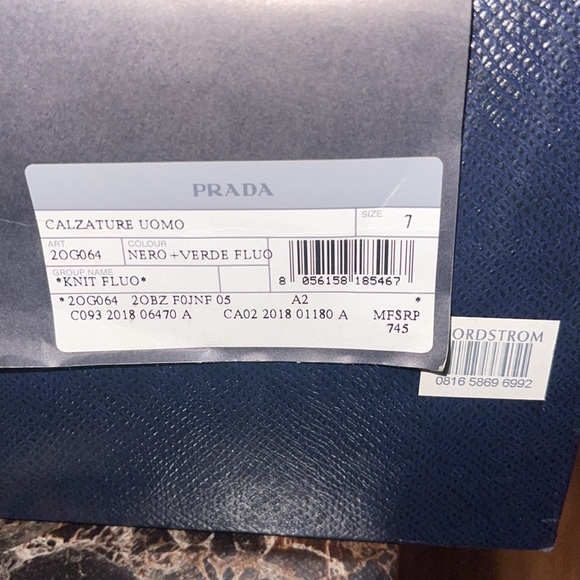 PRADA
CALZATURE UOMO
SIZE 7
ART. 2OG064
COLOUR NERO +VERDE FLUO
GROUP NAME
*KNIT FLUO*
8 056158 185467
*2OG064 2OBZ F0JNF 05 A2 *
C093 2018 06470 A CA02 2018 01180 A MFSRP
745
ORDSTROM
0816 5869 6992